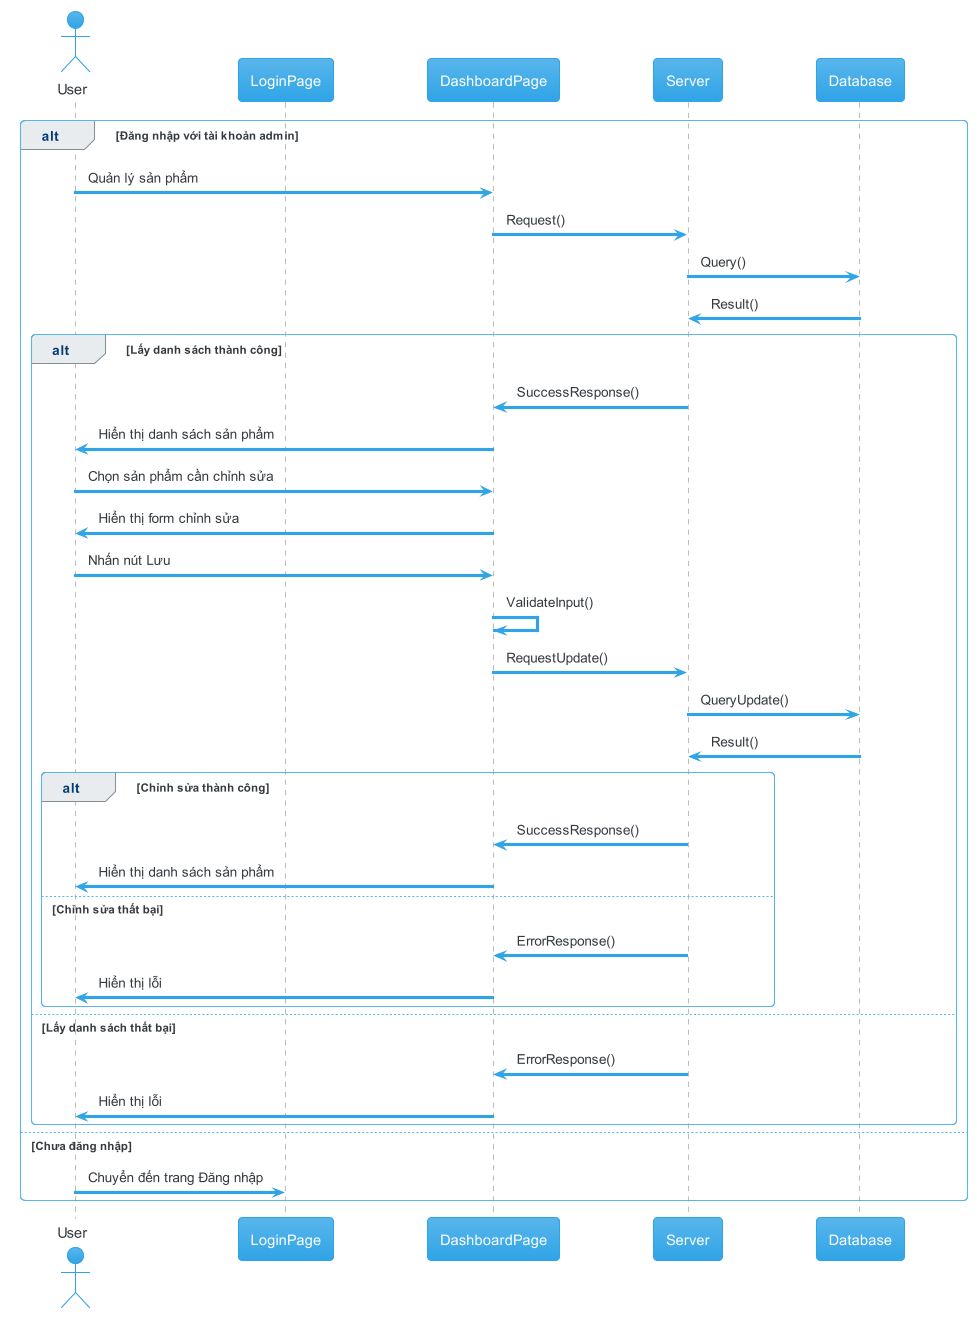 User
LoginPage
DashboardPage
Server
Database
alt
[Đăng nhập với tài khoản admin]
Quản lý sản phẩm
Request()
Query()
Result()
alt
[Lấy danh sách thành công]
SuccessResponse()
Hiển thị danh sách sản phẩm
Chọn sản phẩm cần chỉnh sửa
Hiển thị form chỉnh sửa
Nhấn nút Lưu
ValidateInput()
RequestUpdate()
QueryUpdate()
Result()
alt
[Chỉnh sửa thành công]
SuccessResponse()
Hiển thị danh sách sản phẩm
[Chỉnh sửa thất bại]
ErrorResponse()
Hiển thị lỗi
[Lấy danh sách thất bại]
ErrorResponse()
Hiển thị lỗi
[Chưa đăng nhập]
Chuyển đến trang Đăng nhập
User
LoginPage
DashboardPage
Server
Database